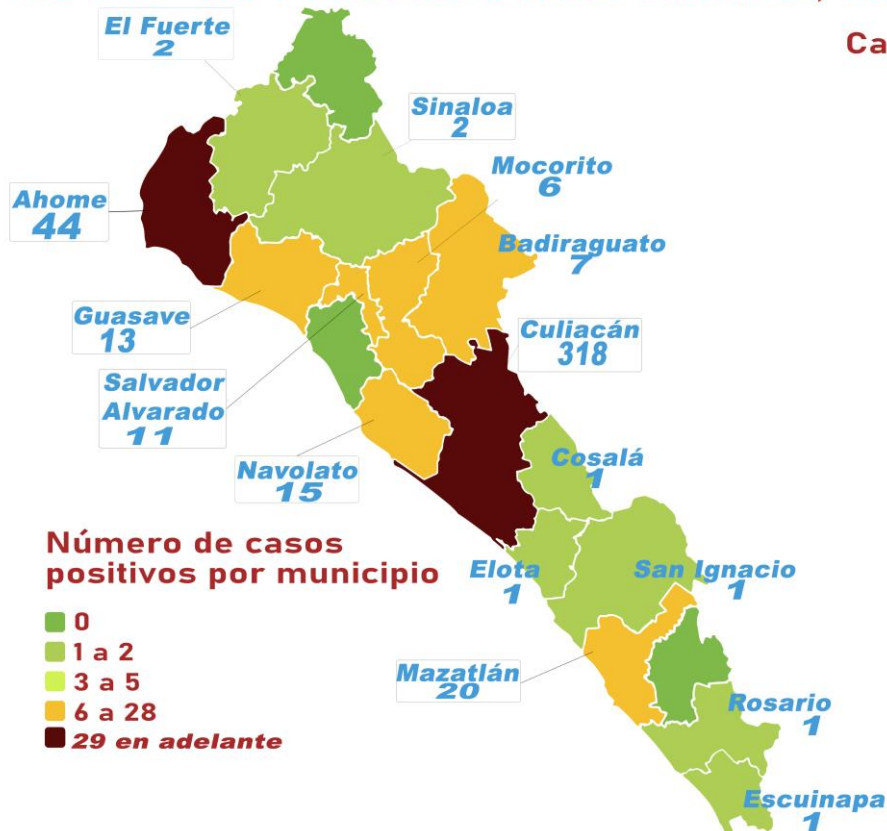 Ca
El Fuerte
2
Sinaloa
2
Mocorito
6
Ahome
44
Badiraguato
7
Guasave
13
Culiacán
318
Salvador
Alvarado
11
Navolato
15
Cosalá
1
Número de casos
positivos por municipio
Elota
1
San Ignacio
1
0
1 a 2
3 a 5
6 a 28
29 en adelante
Mazatlán
20
Rosario
1
Escuinapa
1